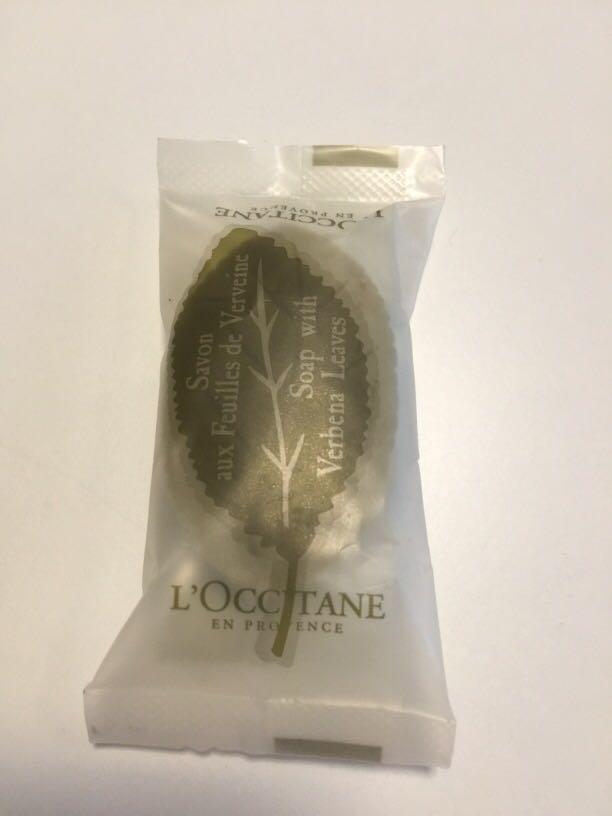 L'OCCITANE
EN PROVENCE
Savon
aux Feuilles de Verveine
Soap with
Verbena Leaves
L'OCCITANE
EN PROVENCE